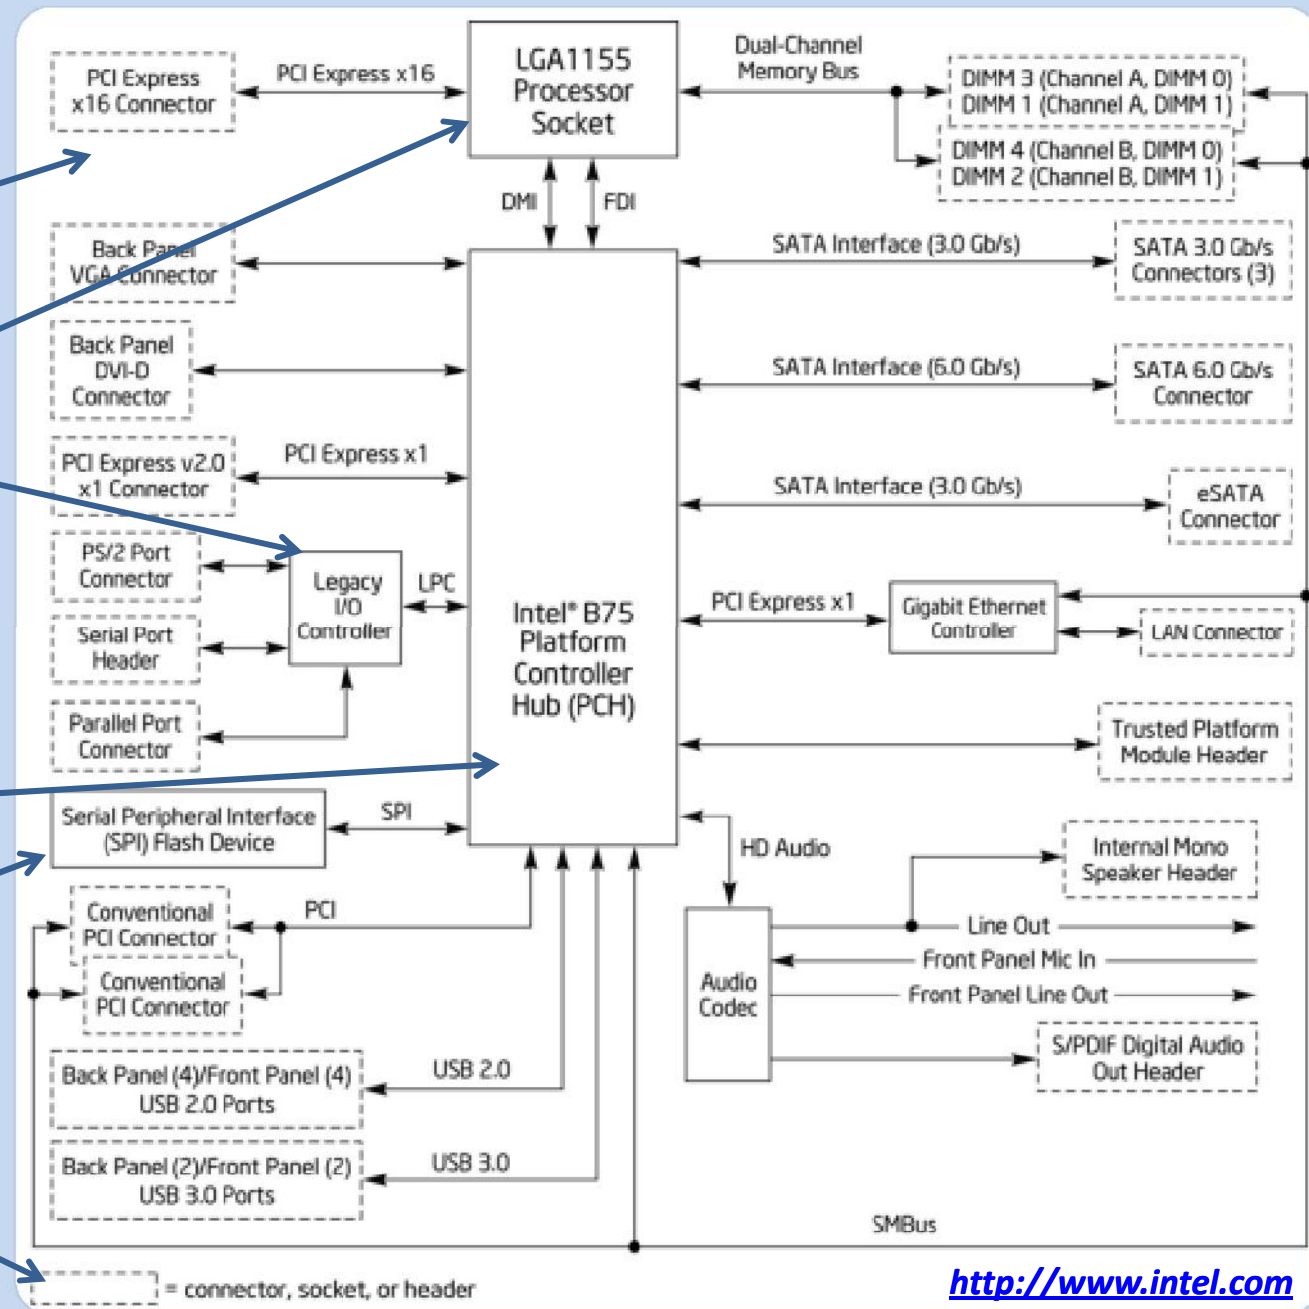 PCI Express
x16 Connector
PCI Express x16
LGA1155
Processor
Socket
Dual-Channel
Memory Bus
DIMM 3 (Channel A, DIMM 0)
DIMM 1 (Channel A, DIMM 1)
DIMM 4 (Channel B, DIMM 0)
DIMM 2 (Channel B, DIMM 1)
DMI
FDI
Back Panel
VGA Connector
SATA Interface (3.0 Gb/s)
SATA 3.0 Gb/s
Connectors (3)
Back Panel
DVI-D
Connector
SATA Interface (6.0 Gb/s)
SATA 6.0 Gb/s
Connector
PCI Express v2.0
x1 Connector
PCI Express x1
SATA Interface (3.0 Gb/s)
eSATA
Connector
PS/2 Port
Connector
Legacy
I/O
Controller
LPC
Serial Port
Header
Parallel Port
Connector
Intel® B75
Platform
Controller
Hub (PCH)
PCI Express x1
Gigabit Ethernet
Controller
LAN Connector
Trusted Platform
Module Header
Serial Peripheral Interface
(SPI) Flash Device
SPI
HD Audio
Internal Mono
Speaker Header
Conventional
PCI Connector
PCI
Conventional
PCI Connector
Audio
Codec
Line Out
Front Panel Mic In
Front Panel Line Out
S/PDIF Digital Audio
Out Header
Back Panel (4)/Front Panel (4)
USB 2.0 Ports
USB 2.0
Back Panel (2)/Front Panel (2)
USB 3.0 Ports
USB 3.0
SMBus
= connector, socket, or header
http://www.intel.com